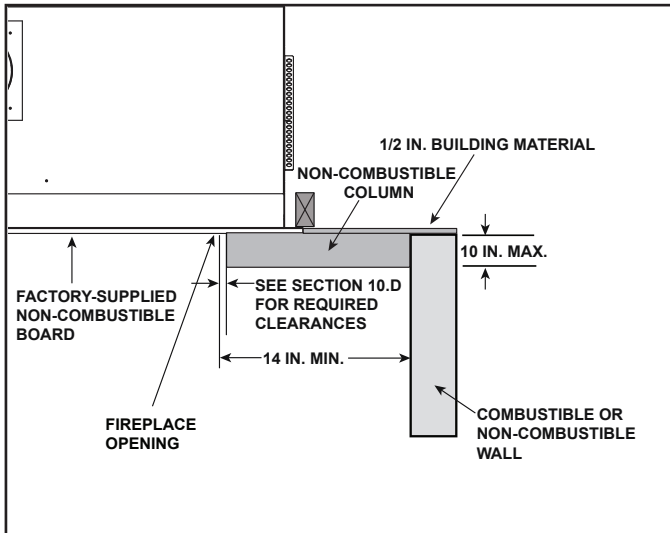 1/2 IN. BUILDING MATERIAL
NON-COMBUSTIBLE
COLUMN
10 IN. MAX.
FACTORY-SUPPLIED
NON-COMBUSTIBLE
BOARD
SEE SECTION 10.D
FOR REQUIRED
CLEARANCES
14 IN. MIN.
FIREPLACE
OPENING
COMBUSTIBLE OR
NON-COMBUSTIBLE
WALL